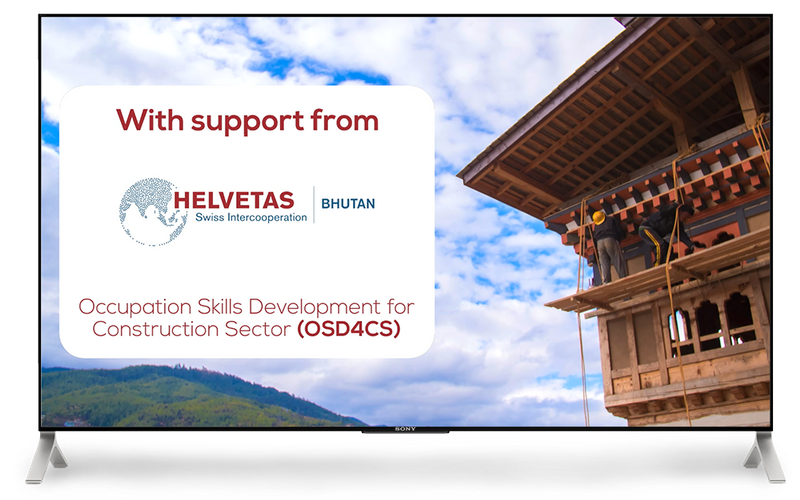 With support from
HELVETAS
Swiss Intercooperation
BHUTAN
Occupation Skills Development for
Construction Sector (OSD4CS)
SONY